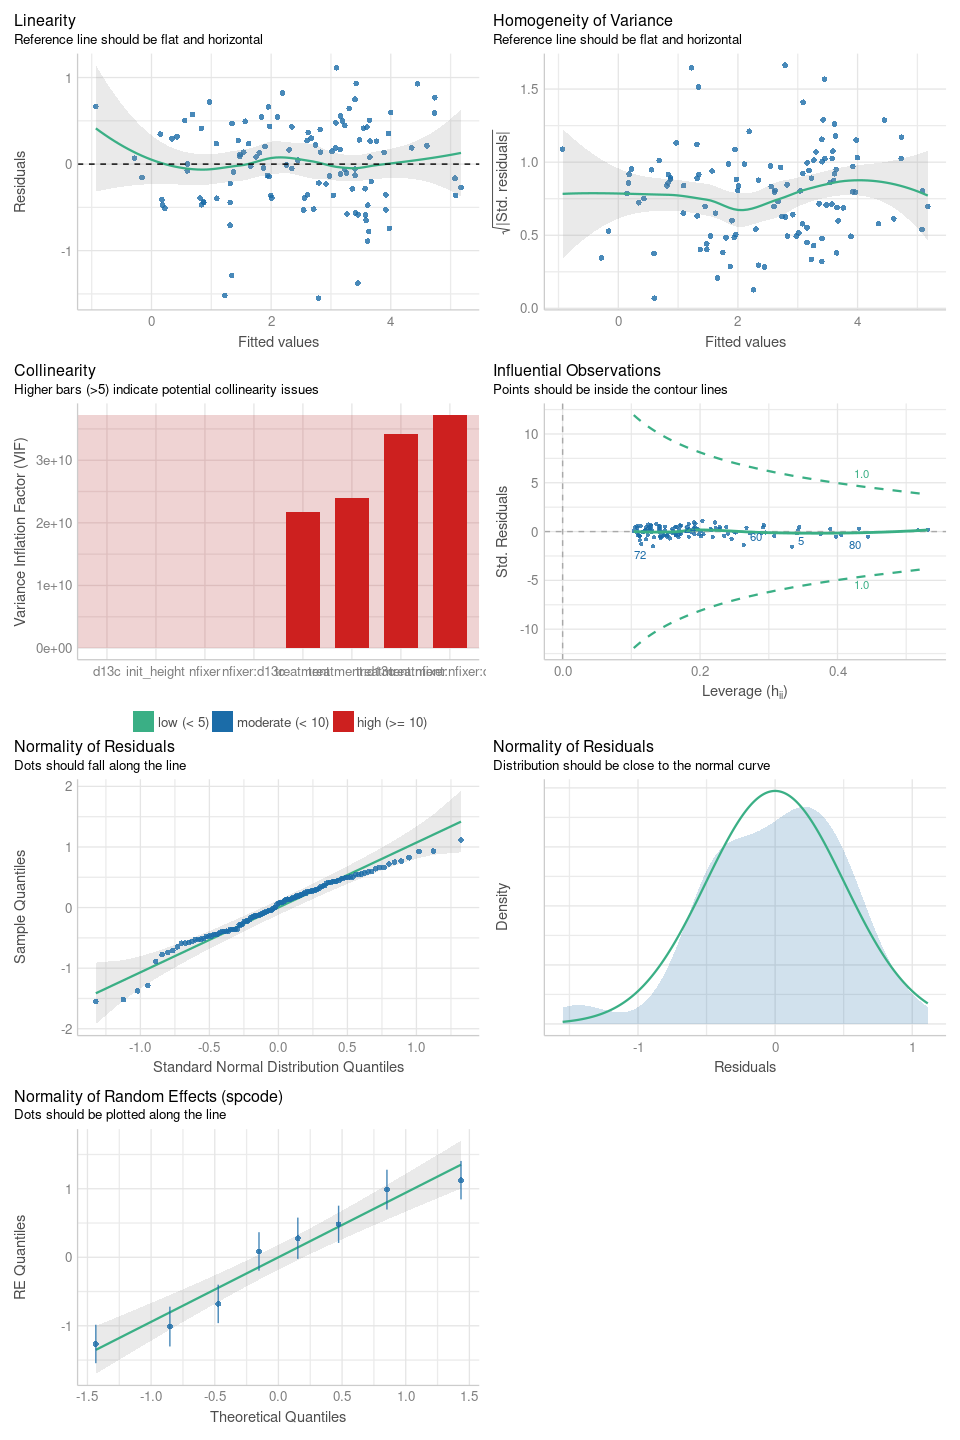 Linearity
Reference line should be flat and horizontal
Residuals
1
0
-1
0
2
4
Fitted values
Homogeneity of Variance
Reference line should be flat and horizontal
√|Std. residuals|
1.5
1.0
0.5
0.0
0
2
4
Fitted values
Collinearity
Higher bars (>5) indicate potential collinearity issues
Variance Inflation Factor (VIF)
3e+10
2e+10
1e+10
0e+00
d13c init_height nfixer nfixer:d13c
low (< 5) moderate (< 10) high (>= 10)
Influential Observations
Points should be inside the contour lines
Std. Residuals
10
5
0
-5
-10
1.0
60
5
80
72
1.0
0.0
0.2
0.4
Leverage (hii)
Normality of Residuals
Dots should fall along the line
Sample Quantiles
2
1
0
-1
-2
-1.0
-0.5
0.0
0.5
1.0
Standard Normal Distribution Quantiles
Normality of Residuals
Distribution should be close to the normal curve
Density
-1
0
1
Residuals
Normality of Random Effects (spcode)
Dots should be plotted along the line
RE Quantiles
1
0
-1
-1.5
-1.0
-0.5
0.0
0.5
1.0
1.5
Theoretical Quantiles